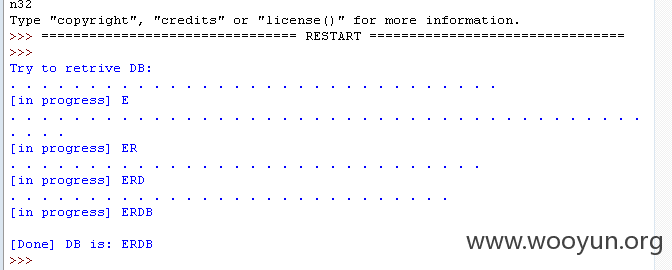 n32
Type "copyright", "credits" or "license()" for more information.
>>> ================================ RESTART ================================
>>>
Try to retrive DB:
. . . . . . . . . . . . . . . . . . . . . . . . . . . . . . .
[in progress] E
. . . . . . . . . . . . . . . . . . . . . . . . . . . . . . . . . . . . . . . .
. . . .
[in progress] ER
. . . . . . . . . . . . . . . . . . . . . . . . . . . . . .
[in progress] ERD
. . . . . . . . . . . . . . . . . . . . . . . . . . . .
[in progress] ERDB
[Done] DB is: ERDB
>>>
www.wooyun.org